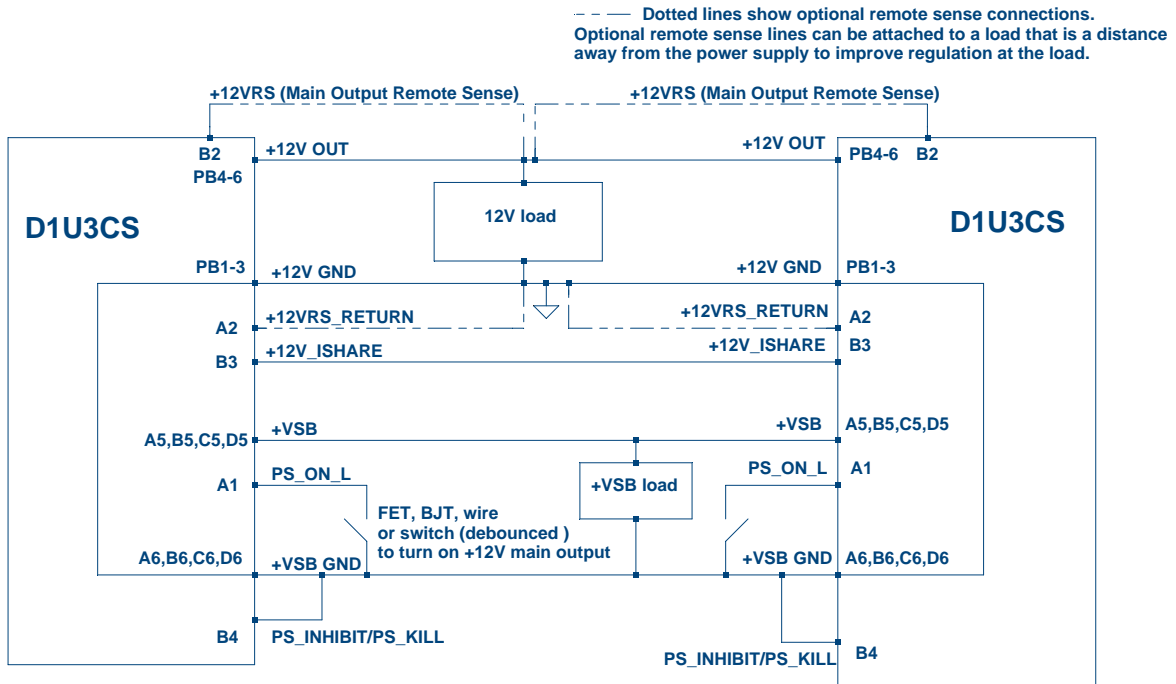 Dotted lines show optional remote sense connections.
Optional remote sense lines can be attached to a load that is a distance
away from the power supply to improve regulation at the load.
+12VRS (Main Output Remote Sense)
+12VRS (Main Output Remote Sense)
B2
+12V OUT
+12V OUT
PB4-6
B2
PB4-6
D1U3CS
12V load
D1U3CS
PB1-3
+12V GND
+12V GND
PB1-3
A2
+12VRS_RETURN
+12VRS_RETURN
A2
B3
+12V_ISHARE
+12V_ISHARE
B3
A5,B5,C5,D5
+VSB
+VSB
A5,B5,C5,D5
A1
PS_ON_L
+VSB load
PS_ON_L
A1
FET, BJT, wire
or switch (debounced )
to turn on +12V main output
A6,B6,C6,D6
+VSB GND
+VSB GND
A6,B6,C6,D6
B4
PS_INHIBIT/PS_KILL
PS_INHIBIT/PS_KILL
B4